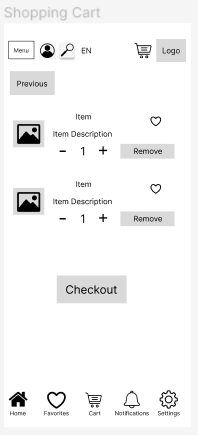 Shopping Cart
Menu EN Logo
Previous
Item
Item Description
- 1 +
Remove
Item
Item Description
- 1 +
Remove
Checkout
Home Favorites Cart Notifications Settings